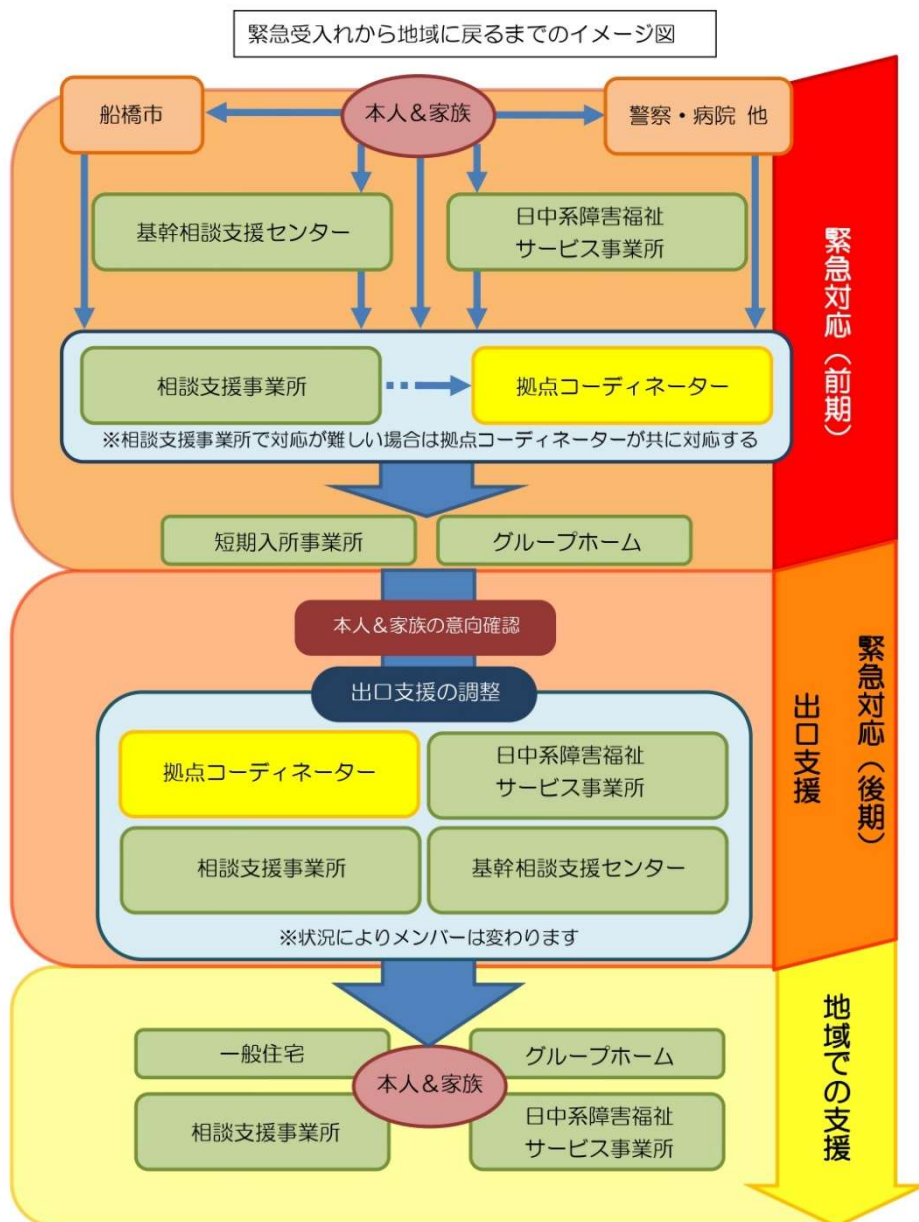 緊急受入れから地域に戻るまでのイメージ図
船橋市
本人＆家族
警察・病院 他
基幹相談支援センター
日中系障害福祉
サービス事業所
相談支援事業所
拠点コーディネーター
※相談支援事業所で対応が難しい場合は拠点コーディネーターが共に対応する
短期入所事業所
グループホーム
緊急対応（前期）
本人＆家族の意向確認
出口支援の調整
拠点コーディネーター
日中系障害福祉
サービス事業所
相談支援事業所
基幹相談支援センター
※状況によりメンバーは変わります
緊急対応（後期）
出口支援
一般住宅
グループホーム
本人＆家族
相談支援事業所
日中系障害福祉
サービス事業所
地域での支援